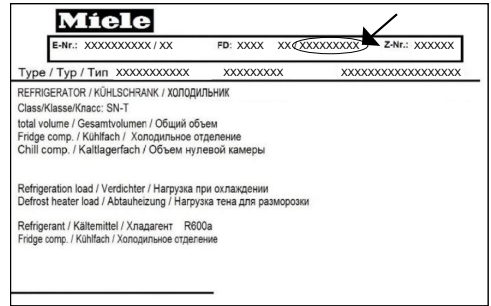 Miele
E-Nr.: XXXXXXXXXX / XX FD: XXXX XX XXXXXXXXX Z-Nr.: XXXXXX
Type / Typ / Тип XXXXXXXXXXX XXXXXXXXX XXXXXXXXXXXXXXXXXX
REFRIGERATOR / KÜHLSCHRANK / ХОЛОДИЛЬНИК
Class/Klasse/Класс: SN-T
total volume / Gesamtvolumen / Общий объем
Fridge comp. / Kühlfach / Холодильное отделение
Chill comp. / Kaltlagerfach / Объем нулевой камеры
Refrigeration load / Verdichter / Нагрузка при охлаждении
Defrost heater load / Abtauheizung / Нагрузка тена для разморозки
Refrigerant / Kältemittel / Хладагент R600a
Fridge comp. / Kühlfach / Холодильное отделение